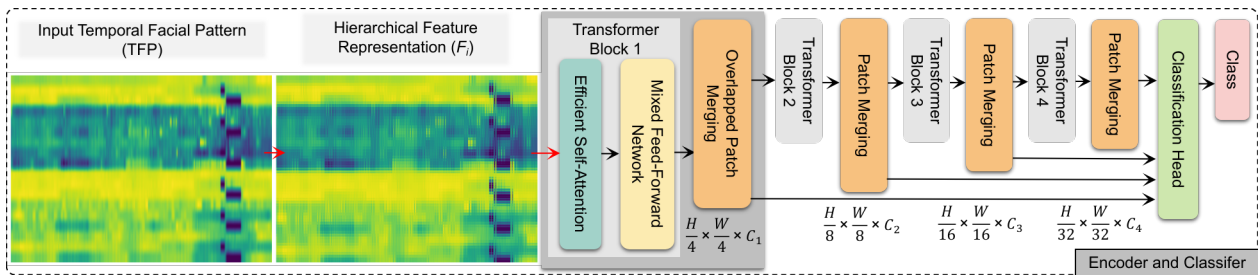 Input Temporal Facial Pattern
(TFP)
Hierarchical Feature
Representation (Fᵢ)
Transformer
Block 1
Efficient Self-Attention
Mixed Feed-Forward
Network
Overlapped Patch
Merging
H/4 × W/4 × C₁
Transformer
Block 2
Patch Merging
H/8 × W/8 × C₂
Transformer
Block 3
Patch Merging
H/16 × W/16 × C₃
Transformer
Block 4
Patch Merging
H/32 × W/32 × C₄
Classification Head
Class
Encoder and Classifer